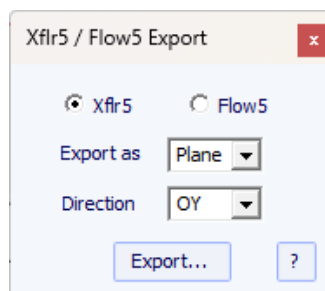 Xflr5 / Flow5 Export
x
Xflr5 Flow5
Export as Plane
Direction OY
Export... ?